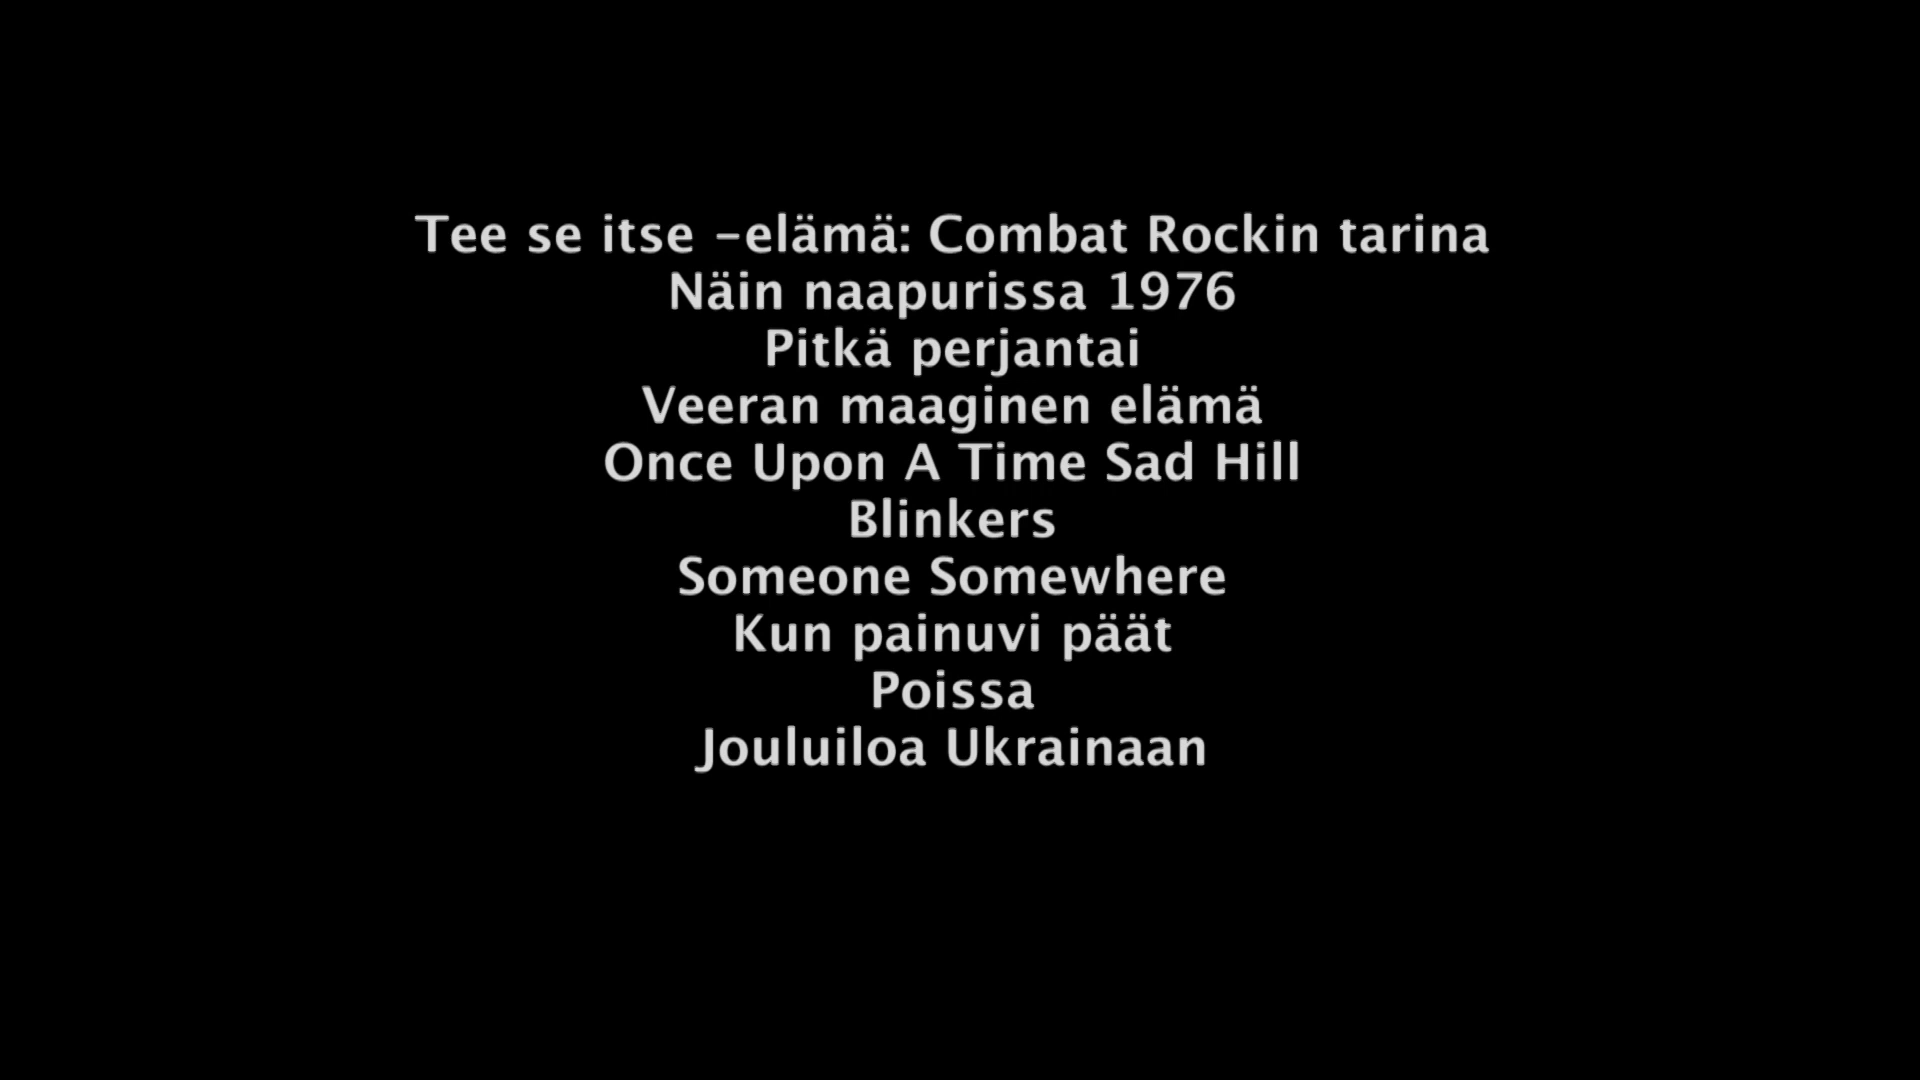 Tee se itse -elämä: Combat Rockin tarina
Näin naapurissa 1976
Pitkä perjantai
Veeran maaginen elämä
Once Upon A Time Sad Hill
Blinkers
Someone Somewhere
Kun painuvi päät
Poissa
Jouluiloa Ukrainaan